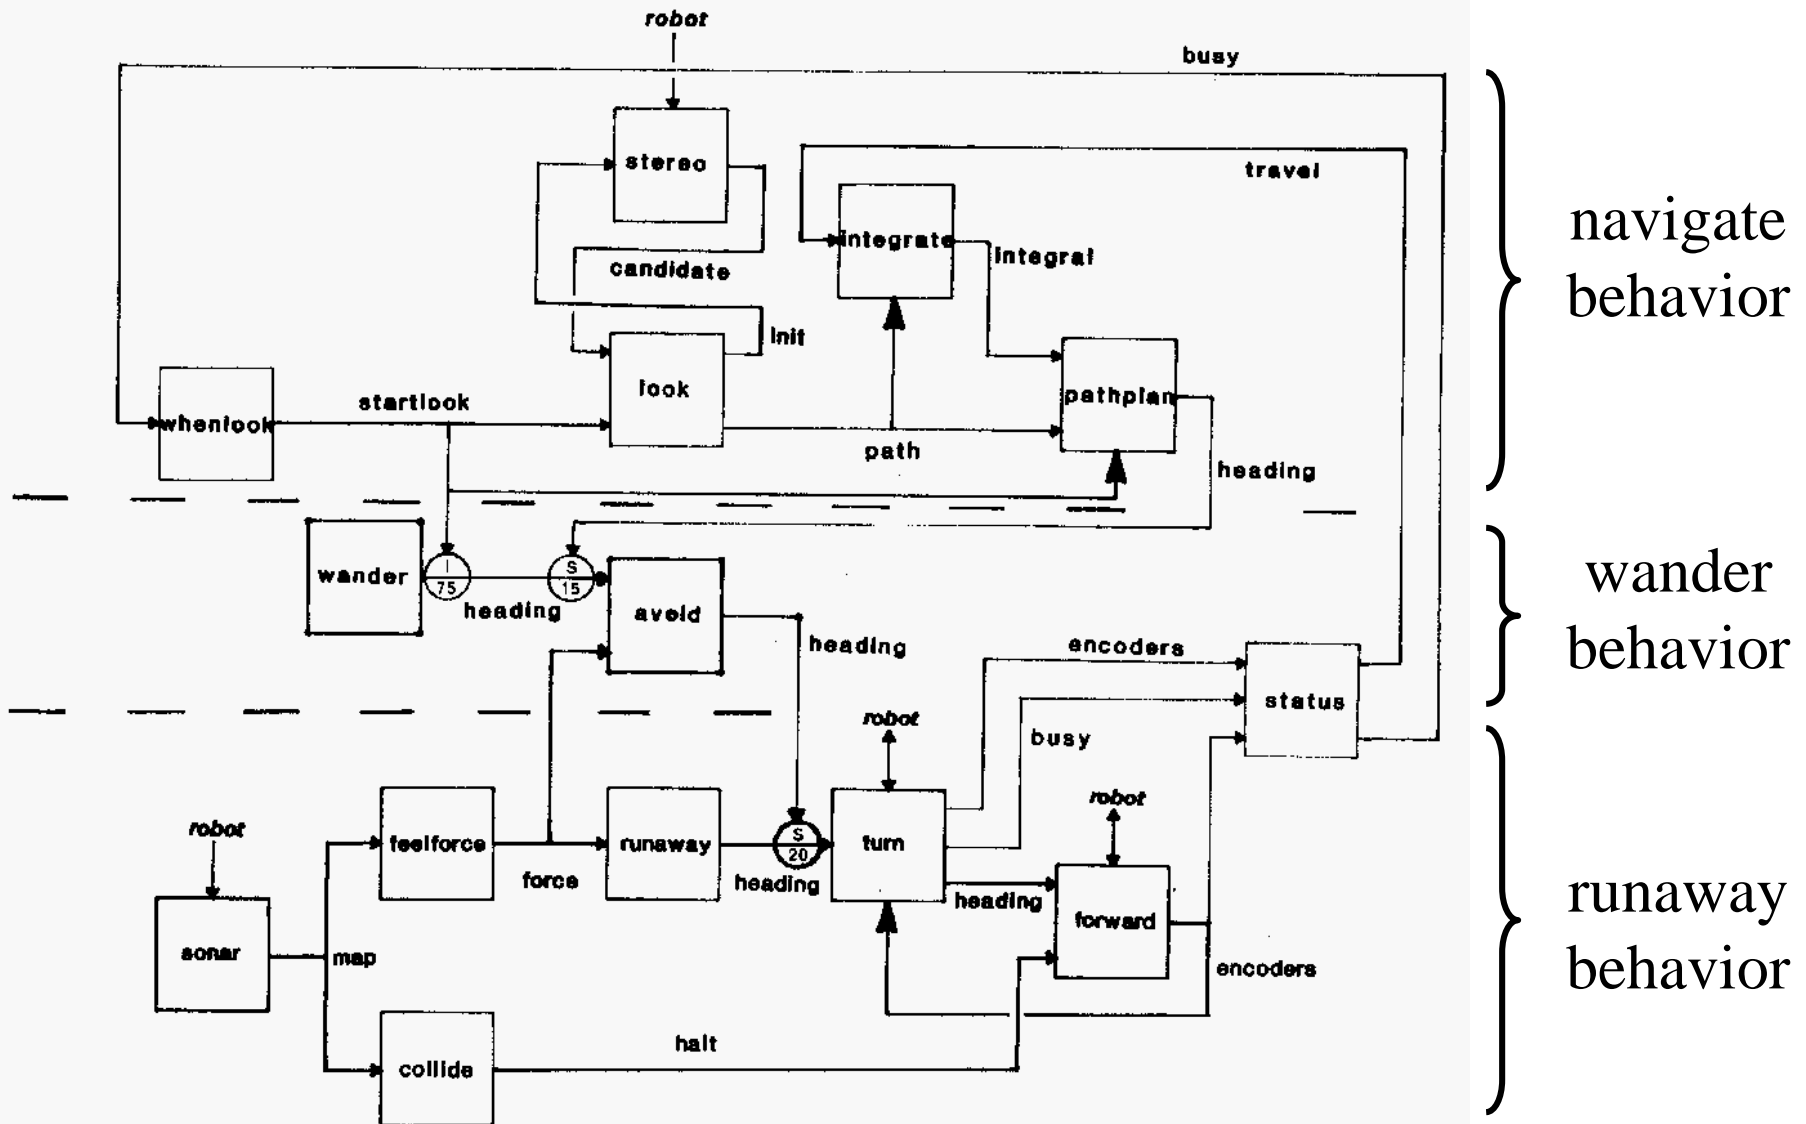 robot
busy
stereo
travel
integrate
integral
candidate
init
look
pathplan
startlook
whenlook
path
heading
navigate
behavior
wander
I
75
S
15
heading
avoid
heading
encoders
status
busy
wander
behavior
robot
robot
robot
feelforce
runaway
S
20
turn
force
heading
heading
forward
sonar
map
encoders
halt
collide
runaway
behavior